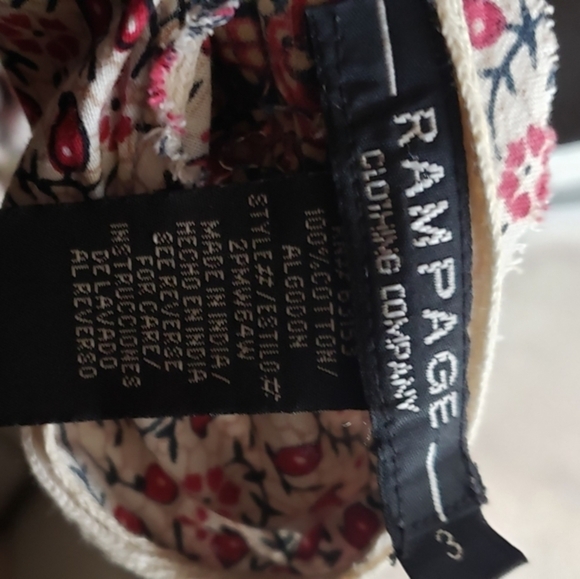 RAMPAGE
CLOTHING COMPANY
3
100% COTTON/
ALGODON
STYLE#/ESTILO#
2PMW64W
MADE IN INDIA/
HECHO EN INDIA
SEE REVERSE
FOR CARE/
INSTRUCCIONES
DE LAVADO
AL REVERSO